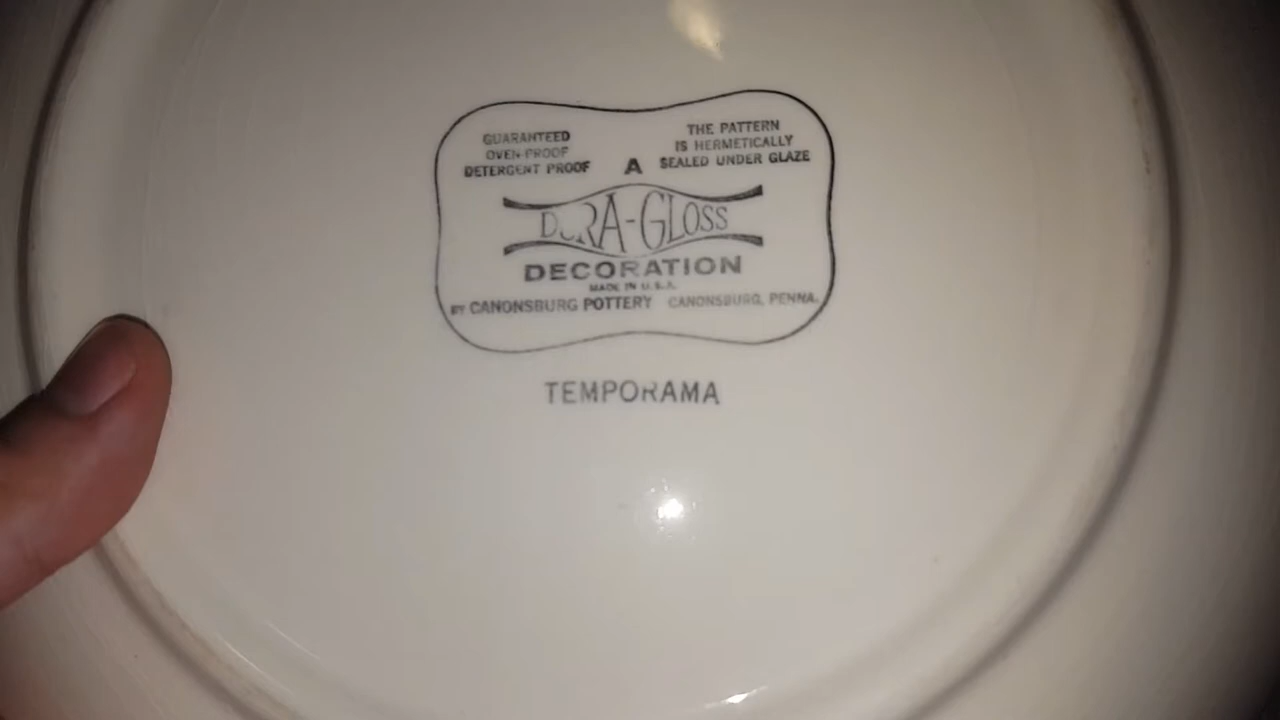 GUARANTEED
OVEN-PROOF
DETERGENT PROOF
THE PATTERN
IS HERMETICALLY
SEALED UNDER GLAZE
A
DURA-GLOSS
DECORATION
MADE IN U.S.A.
BY CANONSBURG POTTERY CANONSBURG, PENNA.
TEMPORAMA